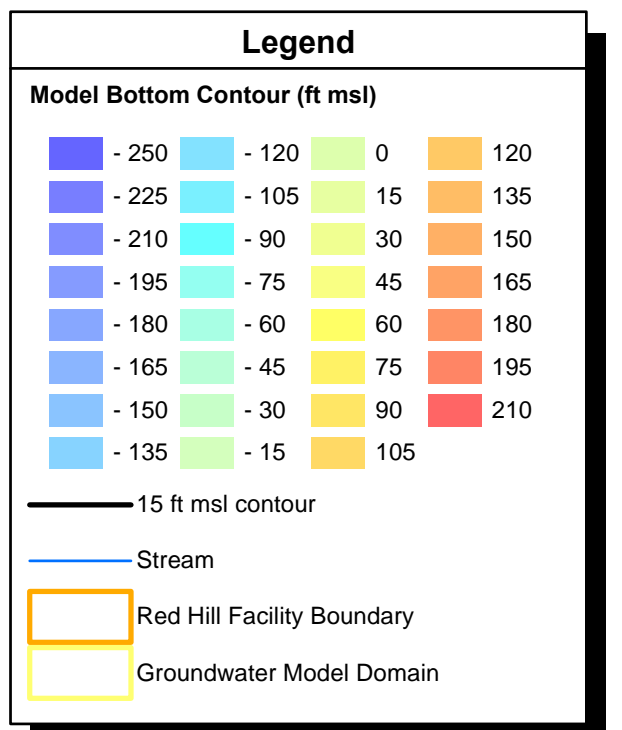 Legend
Model Bottom Contour (ft msl)
- 250 - 120 0 120
- 225 - 105 15 135
- 210 - 90 30 150
- 195 - 75 45 165
- 180 - 60 60 180
- 165 - 45 75 195
- 150 - 30 90 210
- 135 - 15 105
15 ft msl contour
Stream
Red Hill Facility Boundary
Groundwater Model Domain